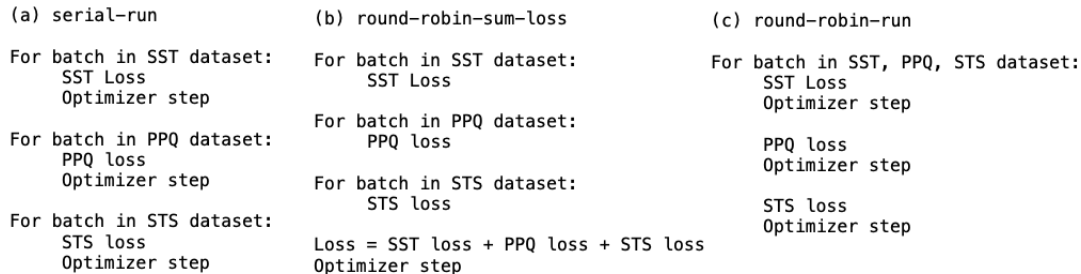 (a) serial-run
For batch in SST dataset:
SST Loss
Optimizer step
For batch in PPQ dataset:
PPQ loss
Optimizer step
For batch in STS dataset:
STS loss
Optimizer step
(b) round-robin-sum-loss
For batch in SST dataset:
SST Loss
For batch in PPQ dataset:
PPQ loss
For batch in STS dataset:
STS loss
Loss = SST loss + PPQ loss + STS loss
Optimizer step
(c) round-robin-run
For batch in SST, PPQ, STS dataset:
SST Loss
Optimizer step
PPQ loss
Optimizer step
STS loss
Optimizer step